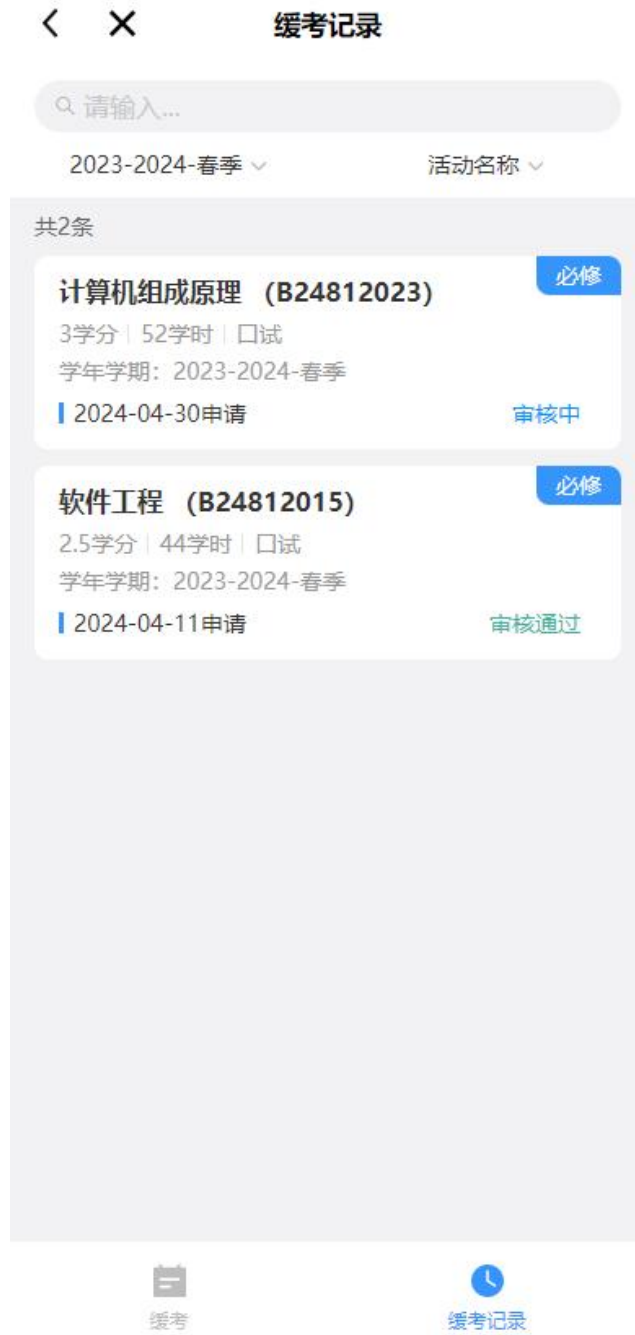 缓考记录
请输入...
2023-2024-春季 活动名称
共2条
必修
计算机组成原理 (B24812023)
3学分 52学时 口试
学年学期：2023-2024-春季
2024-04-30申请 审核中
必修
软件工程 (B24812015)
2.5学分 44学时 口试
学年学期：2023-2024-春季
2024-04-11申请 审核通过
缓考 缓考记录